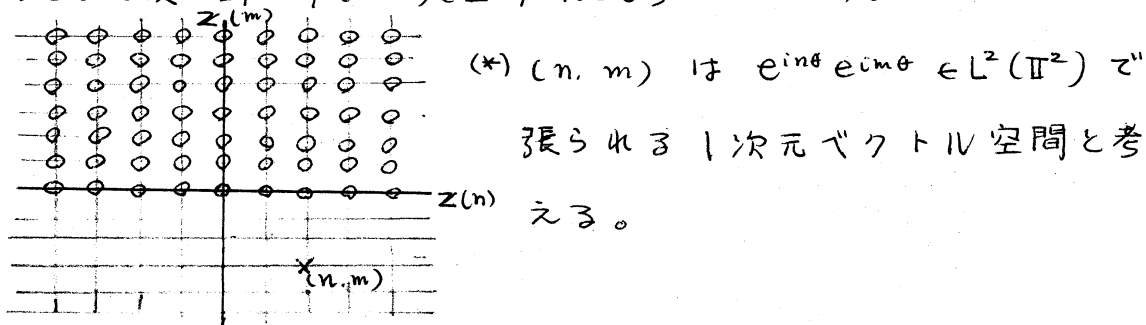 Z(m)
(*) (n, m) は e^{inθ} e^{imθ} ∈ L²(𝕋²) で
張られる 1次元ベクトル空間と考
Z(n)
える。
(n, m)